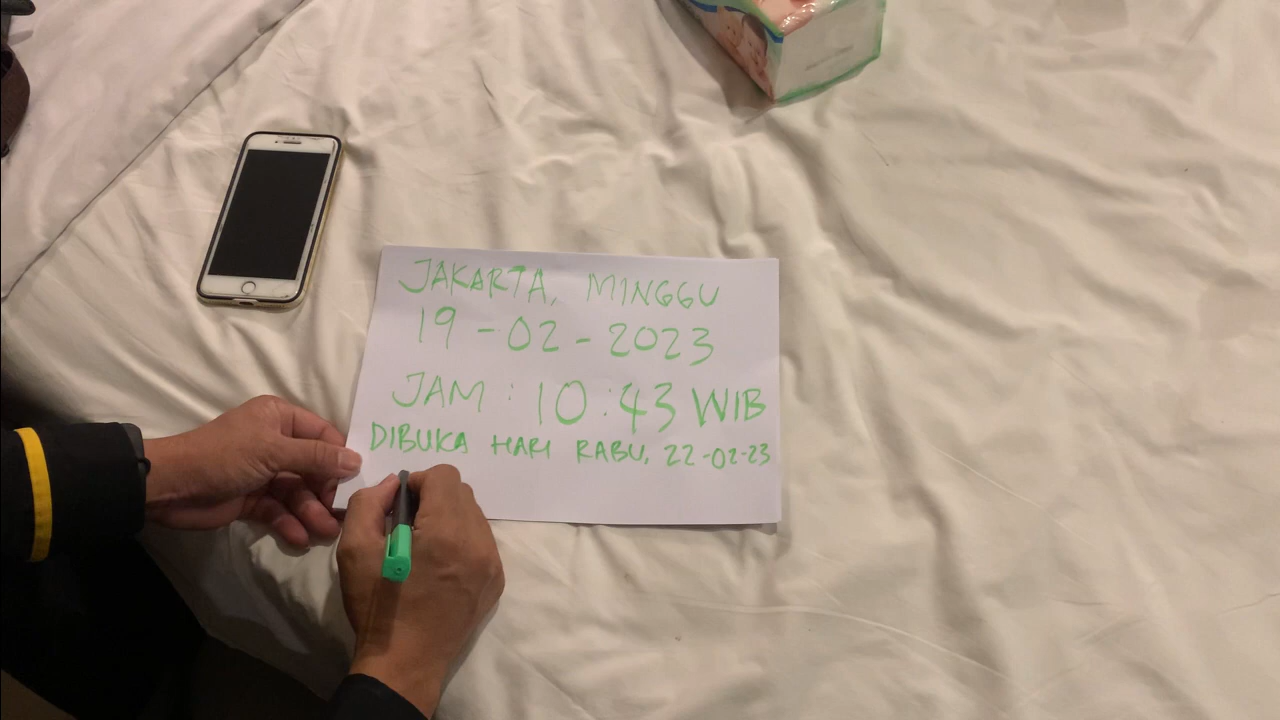 JAKARTA, MINGGU
19-02-2023
JAM : 10:43 WIB
DIBUKA HARI RABU, 22-02-23